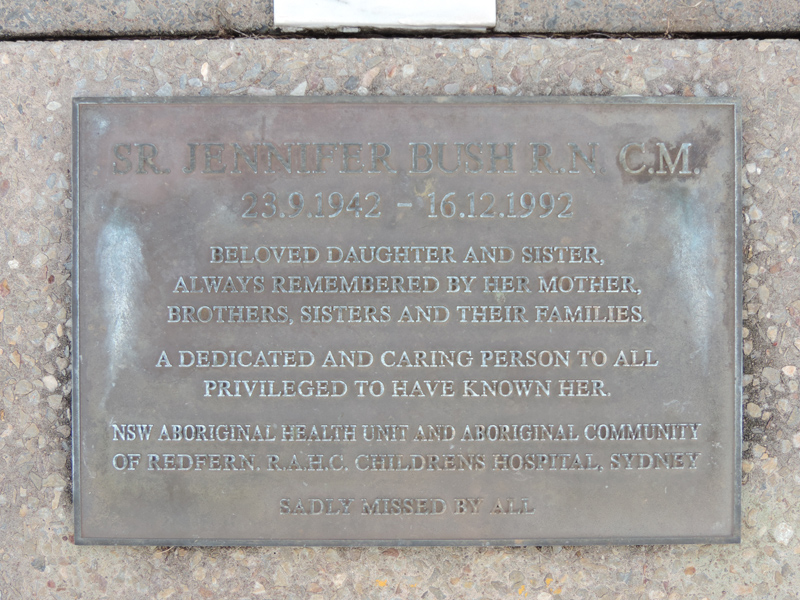 SR. JENNIFER BUSH R.N. C.M.
23.9.1942 - 16.12.1992
BELOVED DAUGHTER AND SISTER,
ALWAYS REMEMBERED BY HER MOTHER,
BROTHERS, SISTERS AND THEIR FAMILIES.
A DEDICATED AND CARING PERSON TO ALL
PRIVILEGED TO HAVE KNOWN HER.
NSW ABORIGINAL HEALTH UNIT AND ABORIGINAL COMMUNITY
OF REDFERN. R.A.H.C. CHILDRENS HOSPITAL, SYDNEY
SADLY MISSED BY ALL